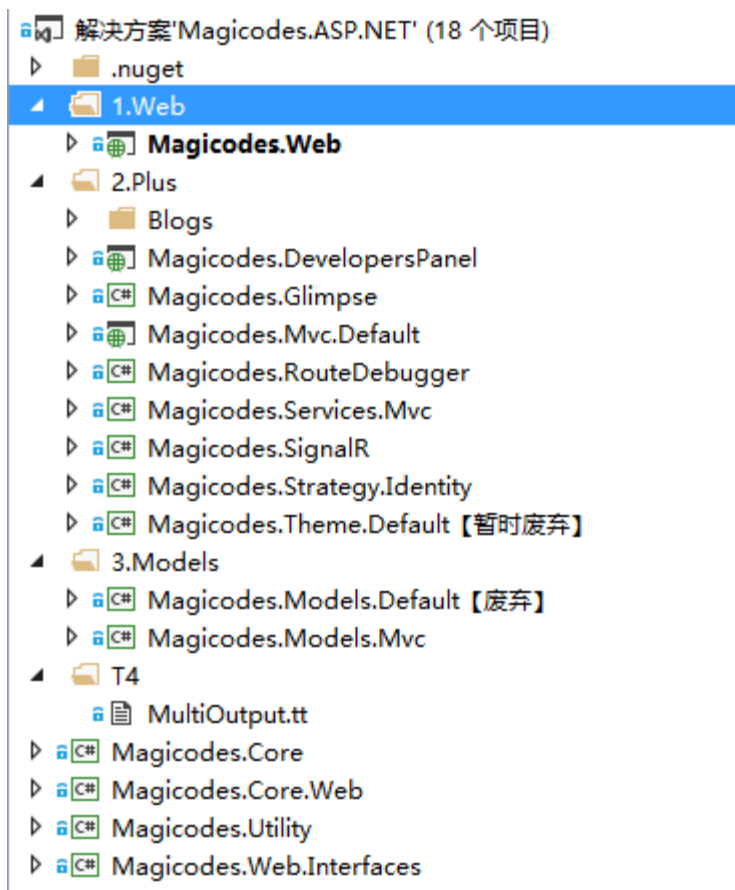 解决方案'Magicodes.ASP.NET' (18 个项目)
.nuget
1.Web
Magicodes.Web
2.Plus
Blogs
Magicodes.DevelopersPanel
C# Magicodes.Glimpse
Magicodes.Mvc.Default
C# Magicodes.RouteDebugger
C# Magicodes.Services.Mvc
C# Magicodes.SignalR
C# Magicodes.Strategy.Identity
C# Magicodes.Theme.Default【暂时废弃】
3.Models
C# Magicodes.Models.Default【废弃】
C# Magicodes.Models.Mvc
T4
MultiOutput.tt
C# Magicodes.Core
C# Magicodes.Core.Web
C# Magicodes.Utility
C# Magicodes.Web.Interfaces